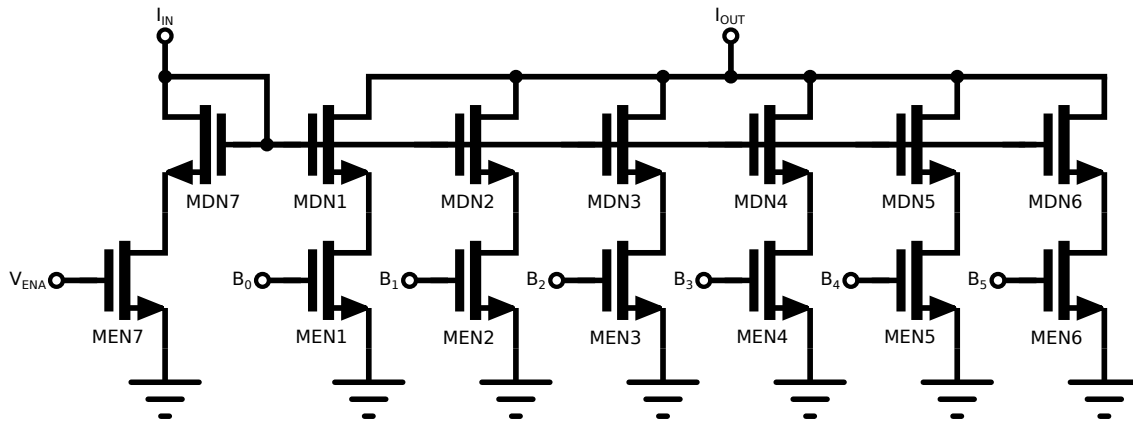 I_IN
I_OUT
MDN7
MDN1
MDN2
MDN3
MDN4
MDN5
MDN6
V_ENA
B_0
B_1
B_2
B_3
B_4
B_5
MEN7
MEN1
MEN2
MEN3
MEN4
MEN5
MEN6